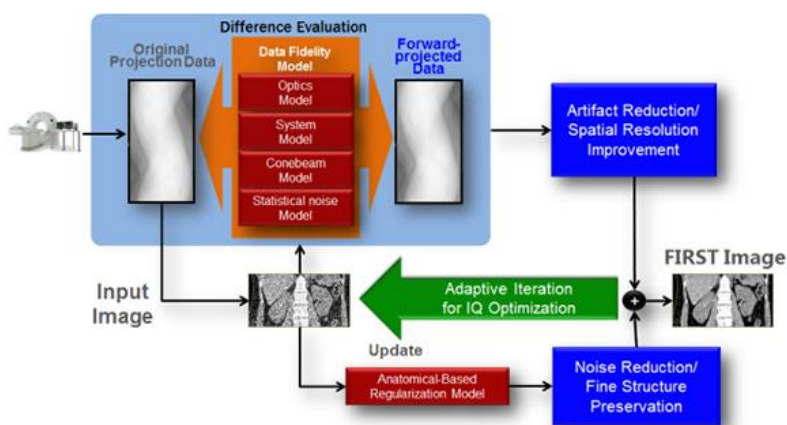 Difference Evaluation
Original
Projection Data
Data Fidelity
Model
Forward-
projected
Data
Optics
Model
System
Model
Conebeam
Model
Statistical noise
Model
Artifact Reduction/
Spatial Resolution
Improvement
Input
Image
Adaptive Iteration
for IQ Optimization
FIRST Image
Update
Anatomical-Based
Regularization Model
Noise Reduction/
Fine Structure
Preservation
+